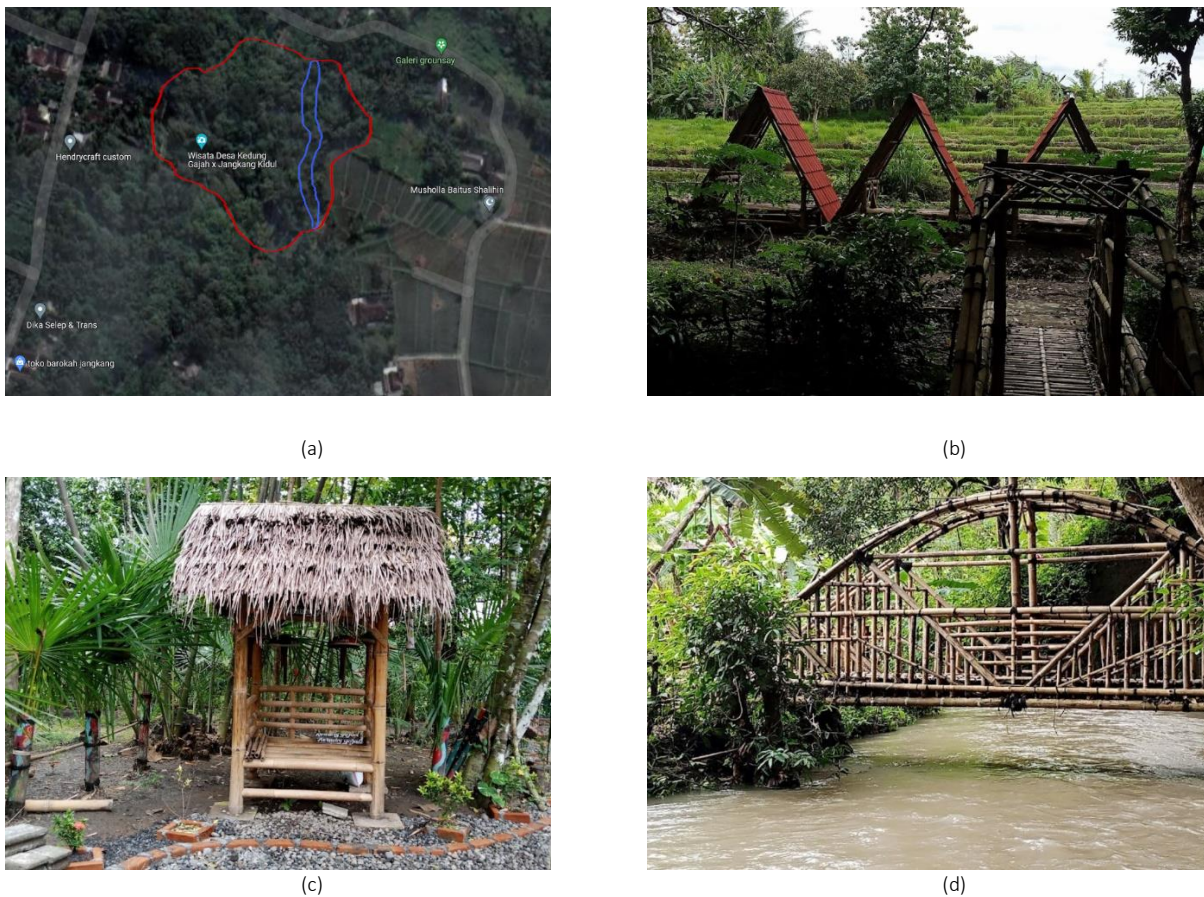 Galeri grounsay
Hendrycraft custom
Wisata Desa Kedung
Gajah x Jangkang Kidul
Musholla Baitus Shalihin
Dika Selep & Trans
toko barokah jangkang
(a)
(b)
(c)
(d)